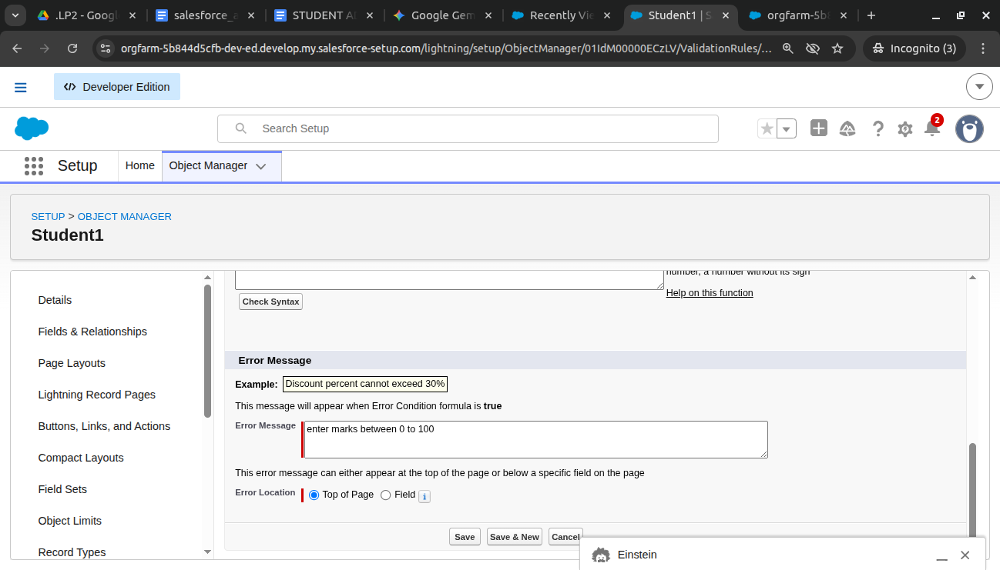 .LP2 - Googl
salesforce_a
STUDENT A
Google Gem
Recently Vie
Student1 | S
orgfarm-5b8
orgfarm-5b844d5cfb-dev-ed.develop.my.salesforce-setup.com/lightning/setup/ObjectManager/01IdM00000ECzLV/ValidationRules/...
Incognito (3)
Developer Edition
Search Setup
2
Setup
Home
Object Manager
SETUP > OBJECT MANAGER
Student1
Details
Fields & Relationships
Page Layouts
Lightning Record Pages
Buttons, Links, and Actions
Compact Layouts
Field Sets
Object Limits
Record Types
number, a number without its sign
Help on this function
Check Syntax
Error Message
Example: Discount percent cannot exceed 30%
This message will appear when Error Condition formula is true
Error Message enter marks between 0 to 100
This error message can either appear at the top of the page or below a specific field on the page
Error Location Top of Page Field i
Save Save & New Cancel
Einstein